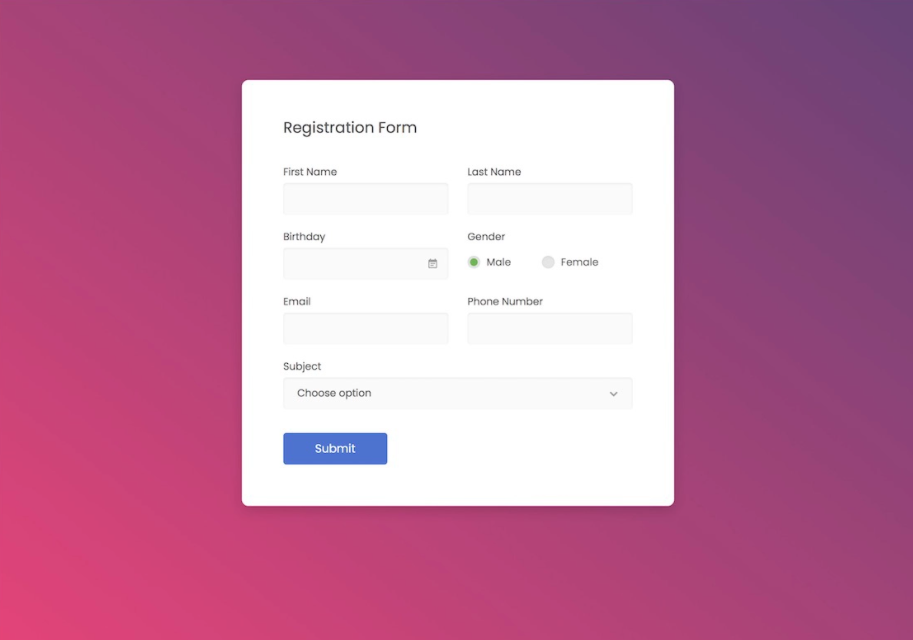 Registration Form
First Name Last Name
Birthday Gender
Male Female
Email Phone Number
Subject
Choose option
Submit